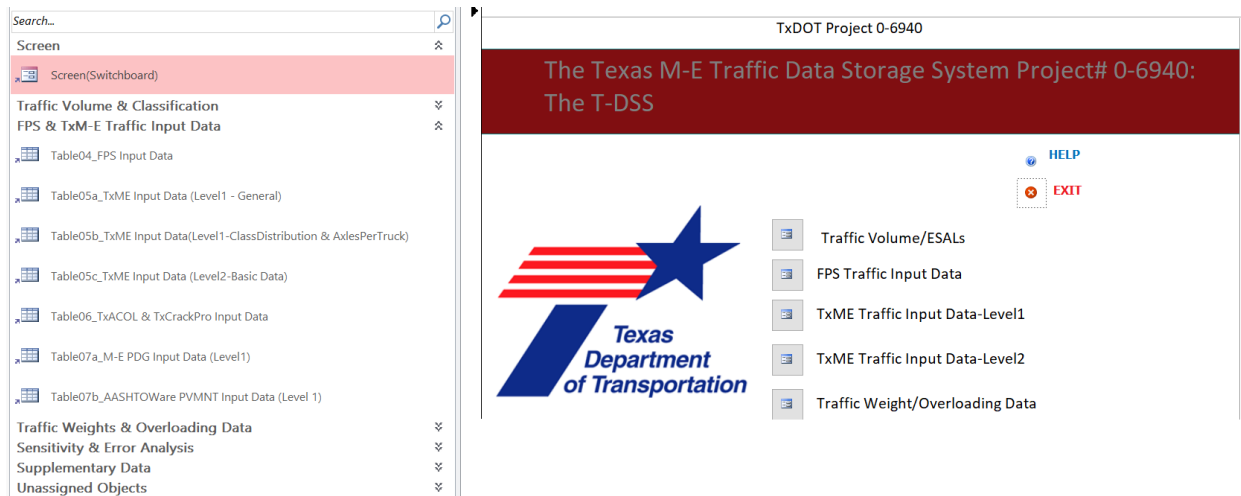 Search...
Screen
Screen(Switchboard)
Traffic Volume & Classification
FPS & TxM-E Traffic Input Data
Table04_FPS Input Data
Table05a_TxME Input Data (Level1 - General)
Table05b_TxME Input Data(Level1-ClassDistribution & AxlesPerTruck)
Table05c_TxME Input Data (Level2-Basic Data)
Table06_TxACOL & TxCrackPro Input Data
Table07a_M-E PDG Input Data (Level1)
Table07b_AASHTOWare PVMNT Input Data (Level 1)
Traffic Weights & Overloading Data
Sensitivity & Error Analysis
Supplementary Data
Unassigned Objects
TxDOT Project 0-6940
The Texas M-E Traffic Data Storage System Project# 0-6940:
The T-DSS
HELP
EXIT
Texas
Department
of Transportation
Traffic Volume/ESALs
FPS Traffic Input Data
TxME Traffic Input Data-Level1
TxME Traffic Input Data-Level2
Traffic Weight/Overloading Data